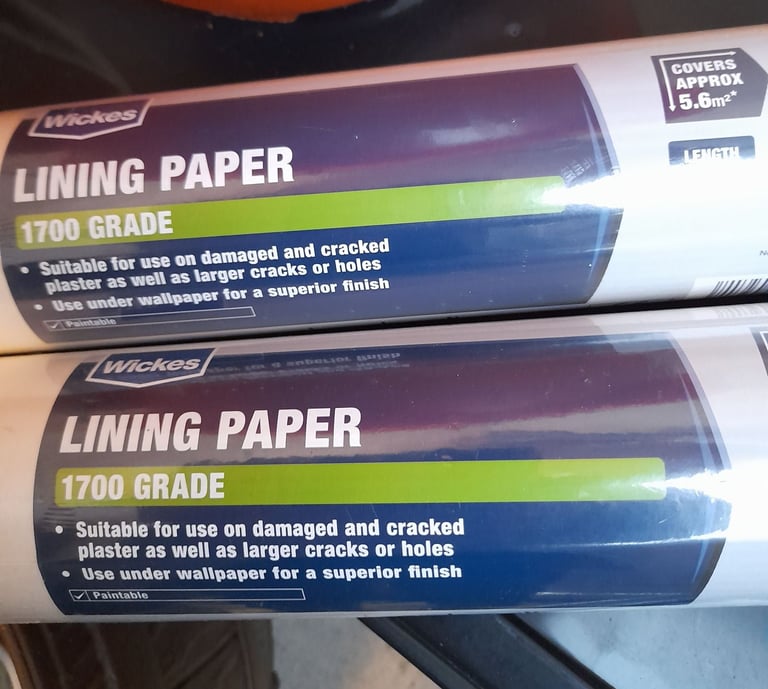 Wickes
LINING PAPER
1700 GRADE
• Suitable for use on damaged and cracked
plaster as well as larger cracks or holes
• Use under wallpaper for a superior finish
Paintable
COVERS
APPROX
5.6m²*
LENGTH
Wickes
LINING PAPER
1700 GRADE
• Suitable for use on damaged and cracked
plaster as well as larger cracks or holes
• Use under wallpaper for a superior finish
Paintable